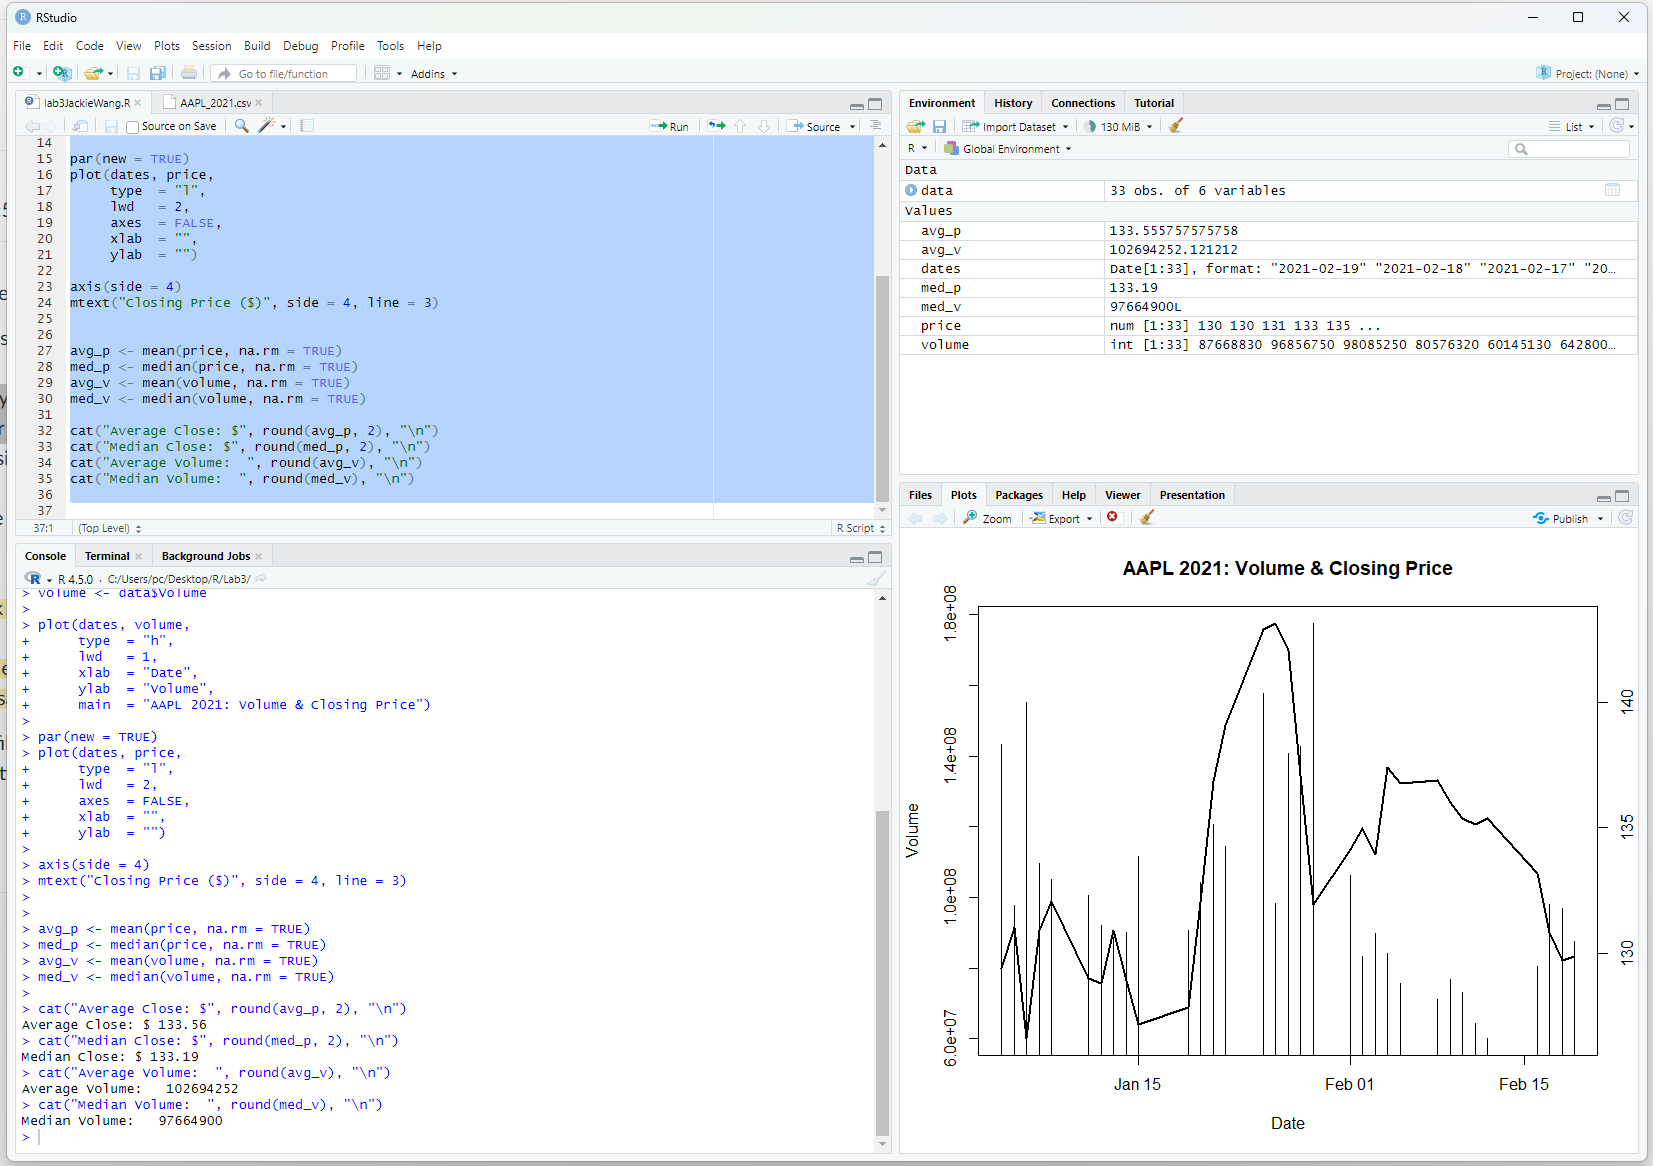 RStudio
File Edit Code View Plots Session Build Debug Profile Tools Help
Go to file/function Addins Project: (None)
lab3JackieWang.R AAPL_2021.csv
Source on Save Run Source
14
15 par(new = TRUE)
16 plot(dates, price,
17 type = "l",
18 lwd = 2,
19 axes = FALSE,
20 xlab = "",
21 ylab = "")
22
23 axis(side = 4)
24 mtext("Closing Price ($)", side = 4, line = 3)
25
26
27 avg_p <- mean(price, na.rm = TRUE)
28 med_p <- median(price, na.rm = TRUE)
29 avg_v <- mean(volume, na.rm = TRUE)
30 med_v <- median(volume, na.rm = TRUE)
31
32 cat("Average Close: $", round(avg_p, 2), "\n")
33 cat("Median Close: $", round(med_p, 2), "\n")
34 cat("Average Volume:  ", round(avg_v), "\n")
35 cat("Median Volume:  ", round(med_v), "\n")
36
37
37:1 (Top Level) R Script
Console Terminal Background Jobs
R 4.5.0 · C:/Users/pc/Desktop/R/Lab3/
> volume <- data$Volume
>
> plot(dates, volume,
+ type = "h",
+ lwd = 1,
+ xlab = "Date",
+ ylab = "Volume",
+ main = "AAPL 2021: Volume & Closing Price")
>
> par(new = TRUE)
> plot(dates, price,
+ type = "l",
+ lwd = 2,
+ axes = FALSE,
+ xlab = "",
+ ylab = "")
>
> axis(side = 4)
> mtext("Closing Price ($)", side = 4, line = 3)
>
>
> avg_p <- mean(price, na.rm = TRUE)
> med_p <- median(price, na.rm = TRUE)
> avg_v <- mean(volume, na.rm = TRUE)
> med_v <- median(volume, na.rm = TRUE)
>
> cat("Average Close: $", round(avg_p, 2), "\n")
Average Close: $ 133.56
> cat("Median Close: $", round(med_p, 2), "\n")
Median Close: $ 133.19
> cat("Average Volume:  ", round(avg_v), "\n")
Average Volume:   102694252
> cat("Median Volume:  ", round(med_v), "\n")
Median Volume:   97664900
>
Environment History Connections Tutorial
Import Dataset 130 MiB List
R Global Environment
Data
data 33 obs. of 6 variables
Values
avg_p 133.555757575758
avg_v 102694252.121212
dates Date[1:33], format: "2021-02-19" "2021-02-18" "2021-02-17" "20...
med_p 133.19
med_v 97664900L
price num [1:33] 130 130 131 133 135 ...
volume int [1:33] 87668830 96856750 98085250 80576320 60145130 642800...
Files Plots Packages Help Viewer Presentation
Zoom Export Publish
AAPL 2021: Volume & Closing Price
Volume
1.8e+08
1.4e+08
1.0e+08
6.0e+07
140
135
130
Jan 15 Feb 01 Feb 15
Date